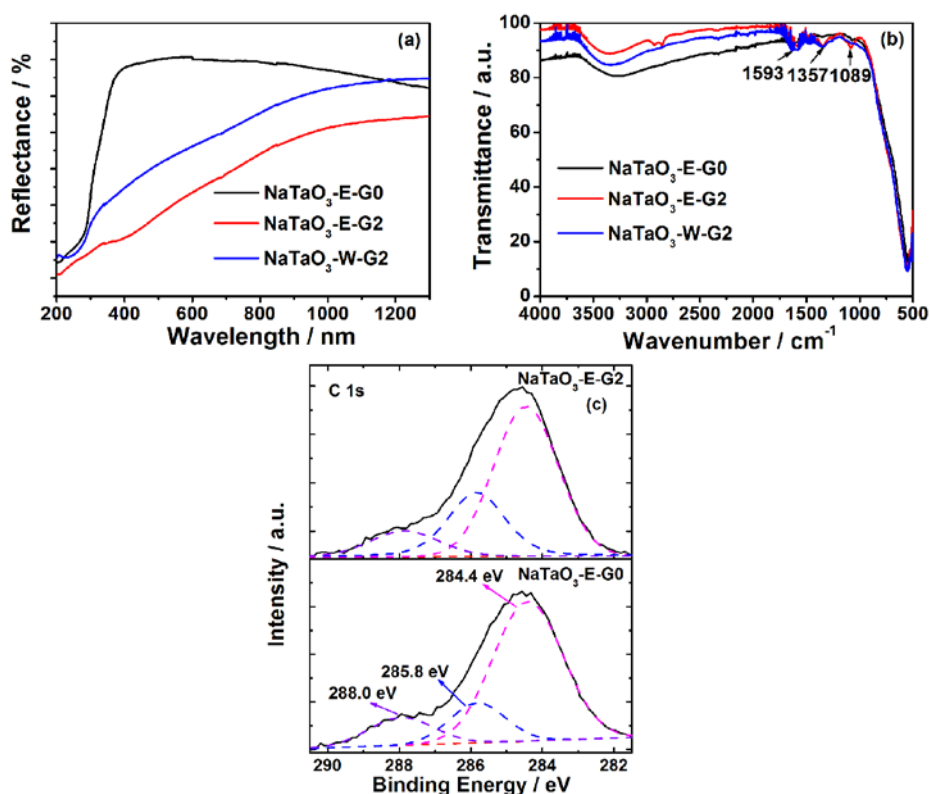 (a)
Reflectance / %
NaTaO₃-E-G0
NaTaO₃-E-G2
NaTaO₃-W-G2
200 400 600 800 1000 1200
Wavelength / nm
(b)
100
80
60
40
20
0
Transmittance / a.u.
1593 1357 1089
NaTaO₃-E-G0
NaTaO₃-E-G2
NaTaO₃-W-G2
4000 3500 3000 2500 2000 1500 1000 500
Wavenumber / cm⁻¹
C 1s
NaTaO₃-E-G2
(c)
Intensity / a.u.
NaTaO₃-E-G0
284.4 eV
285.8 eV
288.0 eV
290 288 286 284 282
Binding Energy / eV